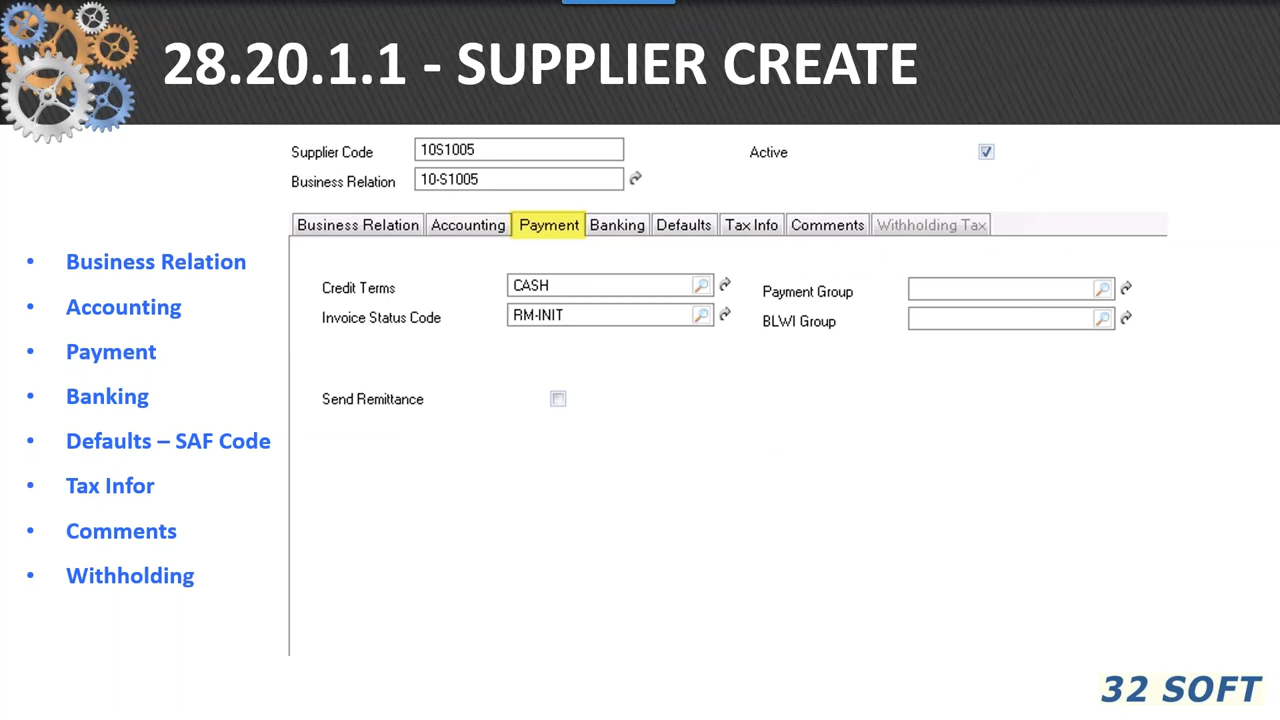 28.20.1.1 - SUPPLIER CREATE
Supplier Code 10S1005 Active
Business Relation 10-S1005
Business Relation Accounting Payment Banking Defaults Tax Info Comments Withholding Tax
• Business Relation
• Accounting
• Payment
• Banking
• Defaults – SAF Code
• Tax Infor
• Comments
• Withholding
Credit Terms CASH Payment Group
Invoice Status Code RM-INIT BLWI Group
Send Remittance
32 SOFT